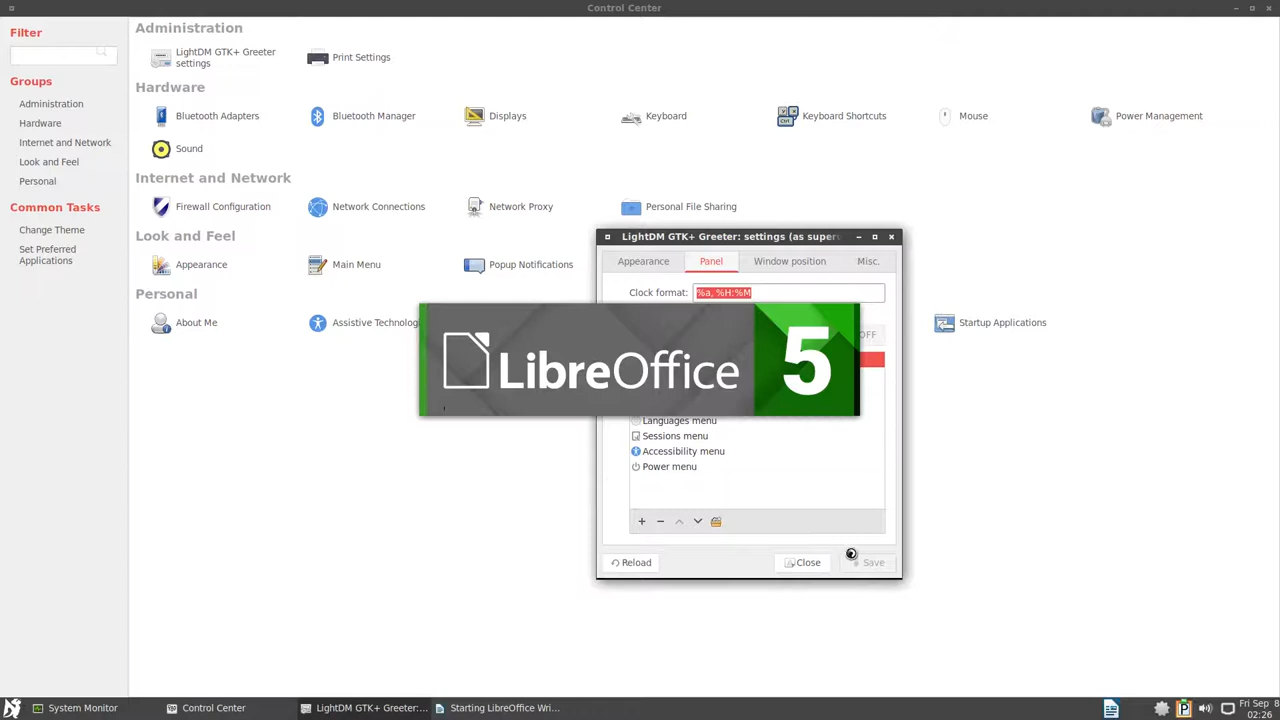 Control Center
Filter
Groups
Administration
Hardware
Internet and Network
Look and Feel
Personal
Common Tasks
Change Theme
Set Preferred
Applications
Administration
LightDM GTK+ Greeter
settings
Print Settings
Hardware
Bluetooth Adapters
Bluetooth Manager
Displays
Keyboard
Keyboard Shortcuts
Mouse
Power Management
Sound
Internet and Network
Firewall Configuration
Network Connections
Network Proxy
Personal File Sharing
Look and Feel
Appearance
Main Menu
Popup Notifications
Personal
About Me
Assistive Technolog
Startup Applications
LightDM GTK+ Greeter: settings (as super
Appearance
Panel
Window position
Misc.
Clock format:
%a, %H:%M
OFF
LibreOffice 5
Languages menu
Sessions menu
Accessibility menu
Power menu
Reload
Close
Save
System Monitor
Control Center
LightDM GTK+ Greeter:...
Starting LibreOffice Wri...
Fri Sep 8
02:26